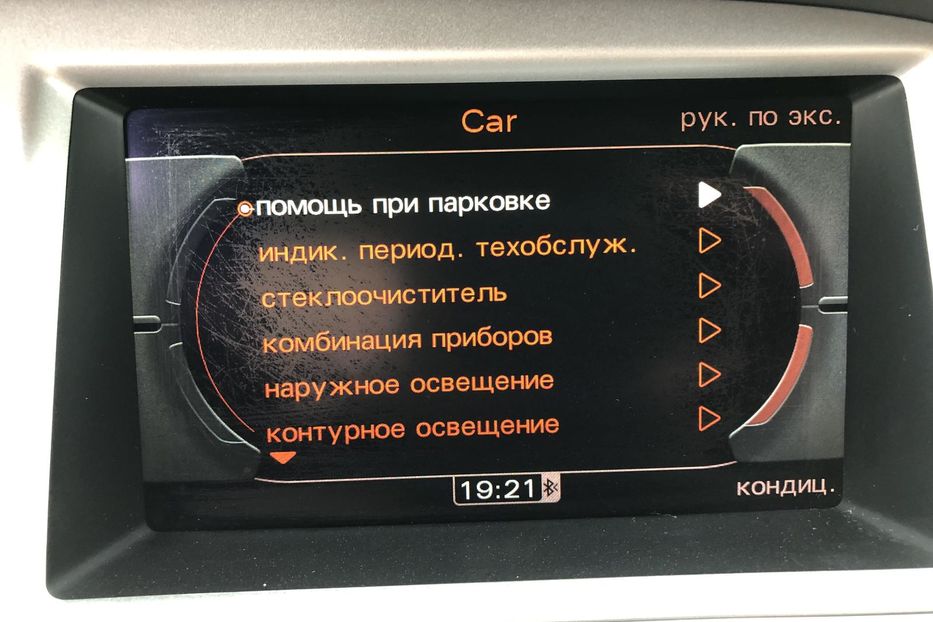 Car
рук. по экс.
помощь при парковке
индик. период. техобслуж.
стеклоочиститель
комбинация приборов
наружное освещение
контурное освещение
19:21
кондиц.